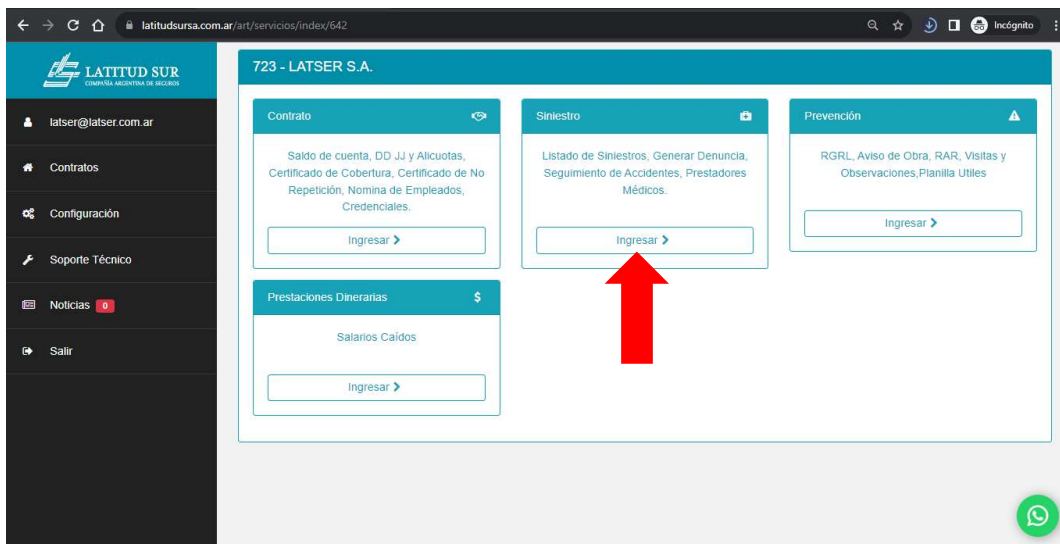 latitudsursa.com.ar/art/servicios/index/642
Incógnito
LATITUD SUR
COMPAÑÍA ARGENTINA DE SEGUROS
latser@latser.com.ar
Contratos
Configuración
Soporte Técnico
Noticias 0
Salir
723 - LATSER S.A.
Contrato
Saldo de cuenta, DD JJ y Alicuotas,
Certificado de Cobertura, Certificado de No
Repetición, Nomina de Empleados,
Credenciales.
Ingresar
Siniestro
Listado de Siniestros, Generar Denuncia,
Seguimiento de Accidentes, Prestadores
Médicos.
Ingresar
Prevención
RGRL, Aviso de Obra, RAR, Visitas y
Observaciones,Planilla Utiles
Ingresar
Prestaciones Dinerarias $
Salarios Caídos
Ingresar